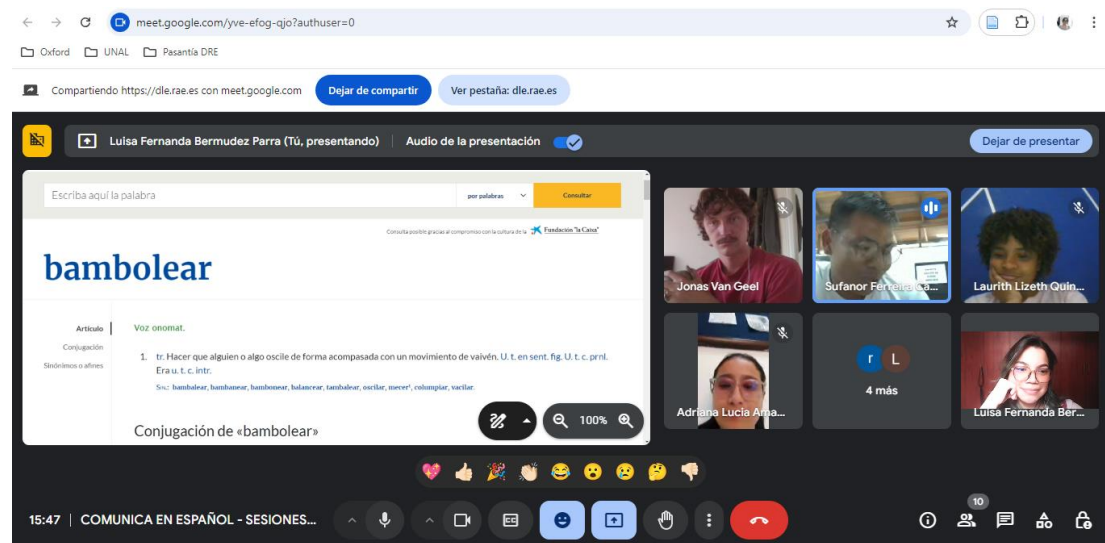 meet.google.com/yve-efog-qjo?authuser=0
Oxford UNAL Pasantía DRE
Compartiendo https://dle.rae.es con meet.google.com Dejar de compartir Ver pestaña: dle.rae.es
Luisa Fernanda Bermudez Parra (Tú, presentando) Audio de la presentación Dejar de presentar
Escriba aquí la palabra por palabras Consultar
Consulta posible gracias al compromiso con la cultura de la Fundación "la Caixa"
bambolear
Artículo
Conjugación
Sinónimos o afines
Voz onomat.
1. tr. Hacer que alguien o algo oscile de forma acompasada con un movimiento de vaivén. U. t. en sent. fig. U. t. c. prnl.
Era u. t. c. intr.
Sin.: bambalear, bambanear, bambonear, balancear, tambalear, oscilar, mecer¹, columpiar, vacilar.
Conjugación de «bambolear»
100%
Jonas Van Geel
Sufanor Ferreira Ca...
Laurith Lizeth Quin...
Adriana Lucia Ama...
r L
4 más
Luisa Fernanda Ber...
15:47 | COMUNICA EN ESPAÑOL - SESIONES...
CC
10